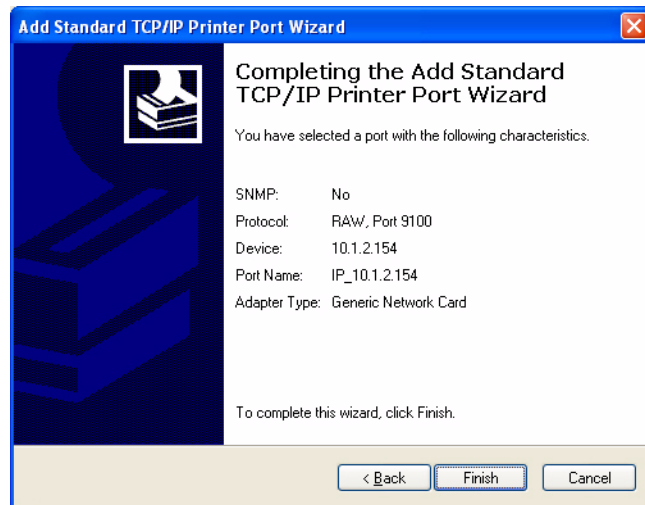 Add Standard TCP/IP Printer Port Wizard
Completing the Add Standard
TCP/IP Printer Port Wizard
You have selected a port with the following characteristics.
SNMP: No
Protocol: RAW, Port 9100
Device: 10.1.2.154
Port Name: IP_10.1.2.154
Adapter Type: Generic Network Card
To complete this wizard, click Finish.
< Back Finish Cancel